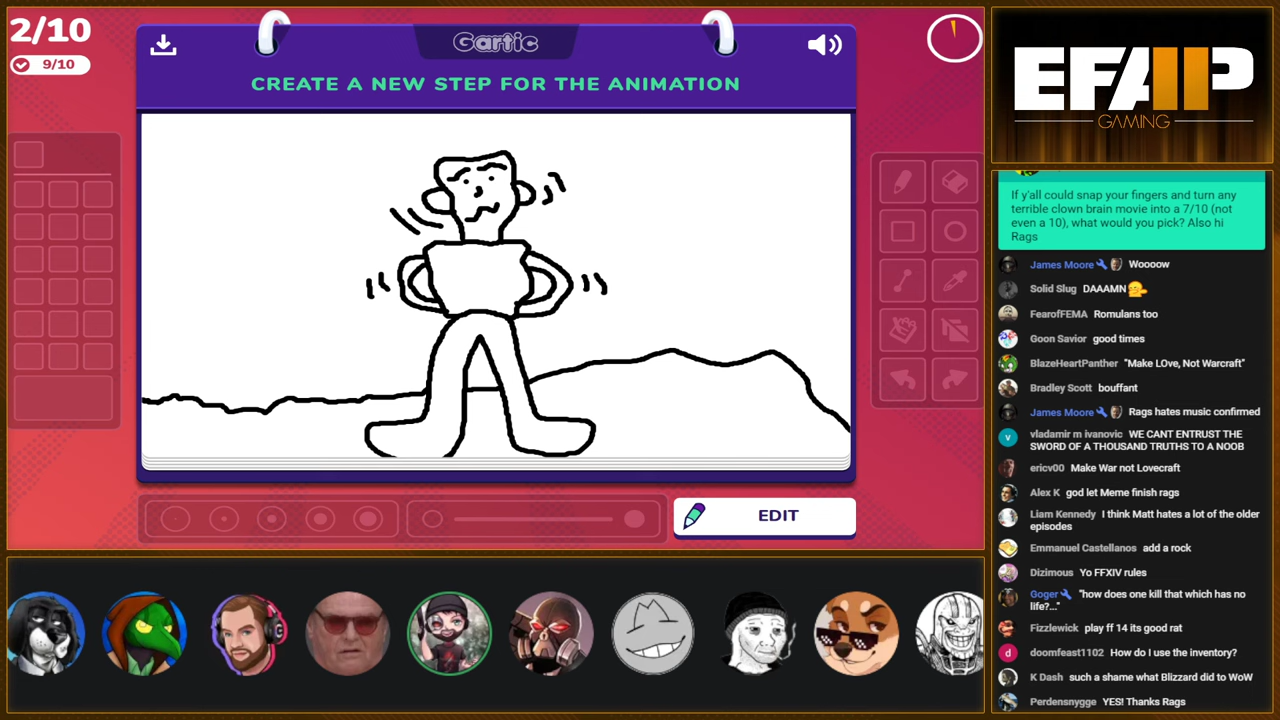 2/10
9/10
Gartic
CREATE A NEW STEP FOR THE ANIMATION
EDIT
EFAP
GAMING
If y'all could snap your fingers and turn any
terrible clown brain movie into a 7/10 (not
even a 10), what would you pick? Also hi
Rags
James Moore Woooow
Solid Slug DAAAMN
FearofFEMA Romulans too
Goon Savior good times
BlazeHeartPanther "Make LOve, Not Warcraft"
Bradley Scott bouffant
James Moore Rags hates music confirmed
v
vladamir m ivanovic WE CANT ENTRUST THE
SWORD OF A THOUSAND TRUTHS TO A NOOB
ericv00 Make War not Lovecraft
Alex K god let Meme finish rags
Liam Kennedy I think Matt hates a lot of the older
episodes
Emmanuel Castellanos add a rock
Dizimous Yo FFXIV rules
Goger "how does one kill that which has no
life?..."
Fizzlewick play ff 14 its good rat
d
doomfeast1102 How do I use the inventory?
K Dash such a shame what Blizzard did to WoW
Perdensnygge YES! Thanks Rags